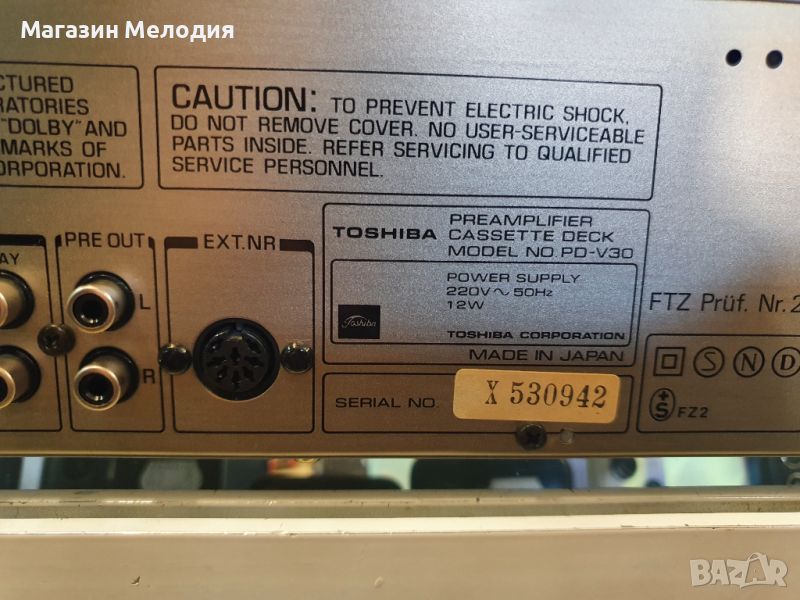 Магазин Мелодия
CTURED
RATORIES
"DOLBY" AND
MARKS OF
ORPORATION.
CAUTION: TO PREVENT ELECTRIC SHOCK,
DO NOT REMOVE COVER. NO USER-SERVICEABLE
PARTS INSIDE. REFER SERVICING TO QUALIFIED
SERVICE PERSONNEL.
AY
PRE OUT
L
R
EXT.NR
TOSHIBA
PREAMPLIFIER
CASSETTE DECK
MODEL NO. PD-V30
POWER SUPPLY
220V~50Hz
12W
Toshiba
TOSHIBA CORPORATION
MADE IN JAPAN
SERIAL NO.
X 530942
FTZ Prüf. Nr.2
S N D
+S FZ2
BAZAR